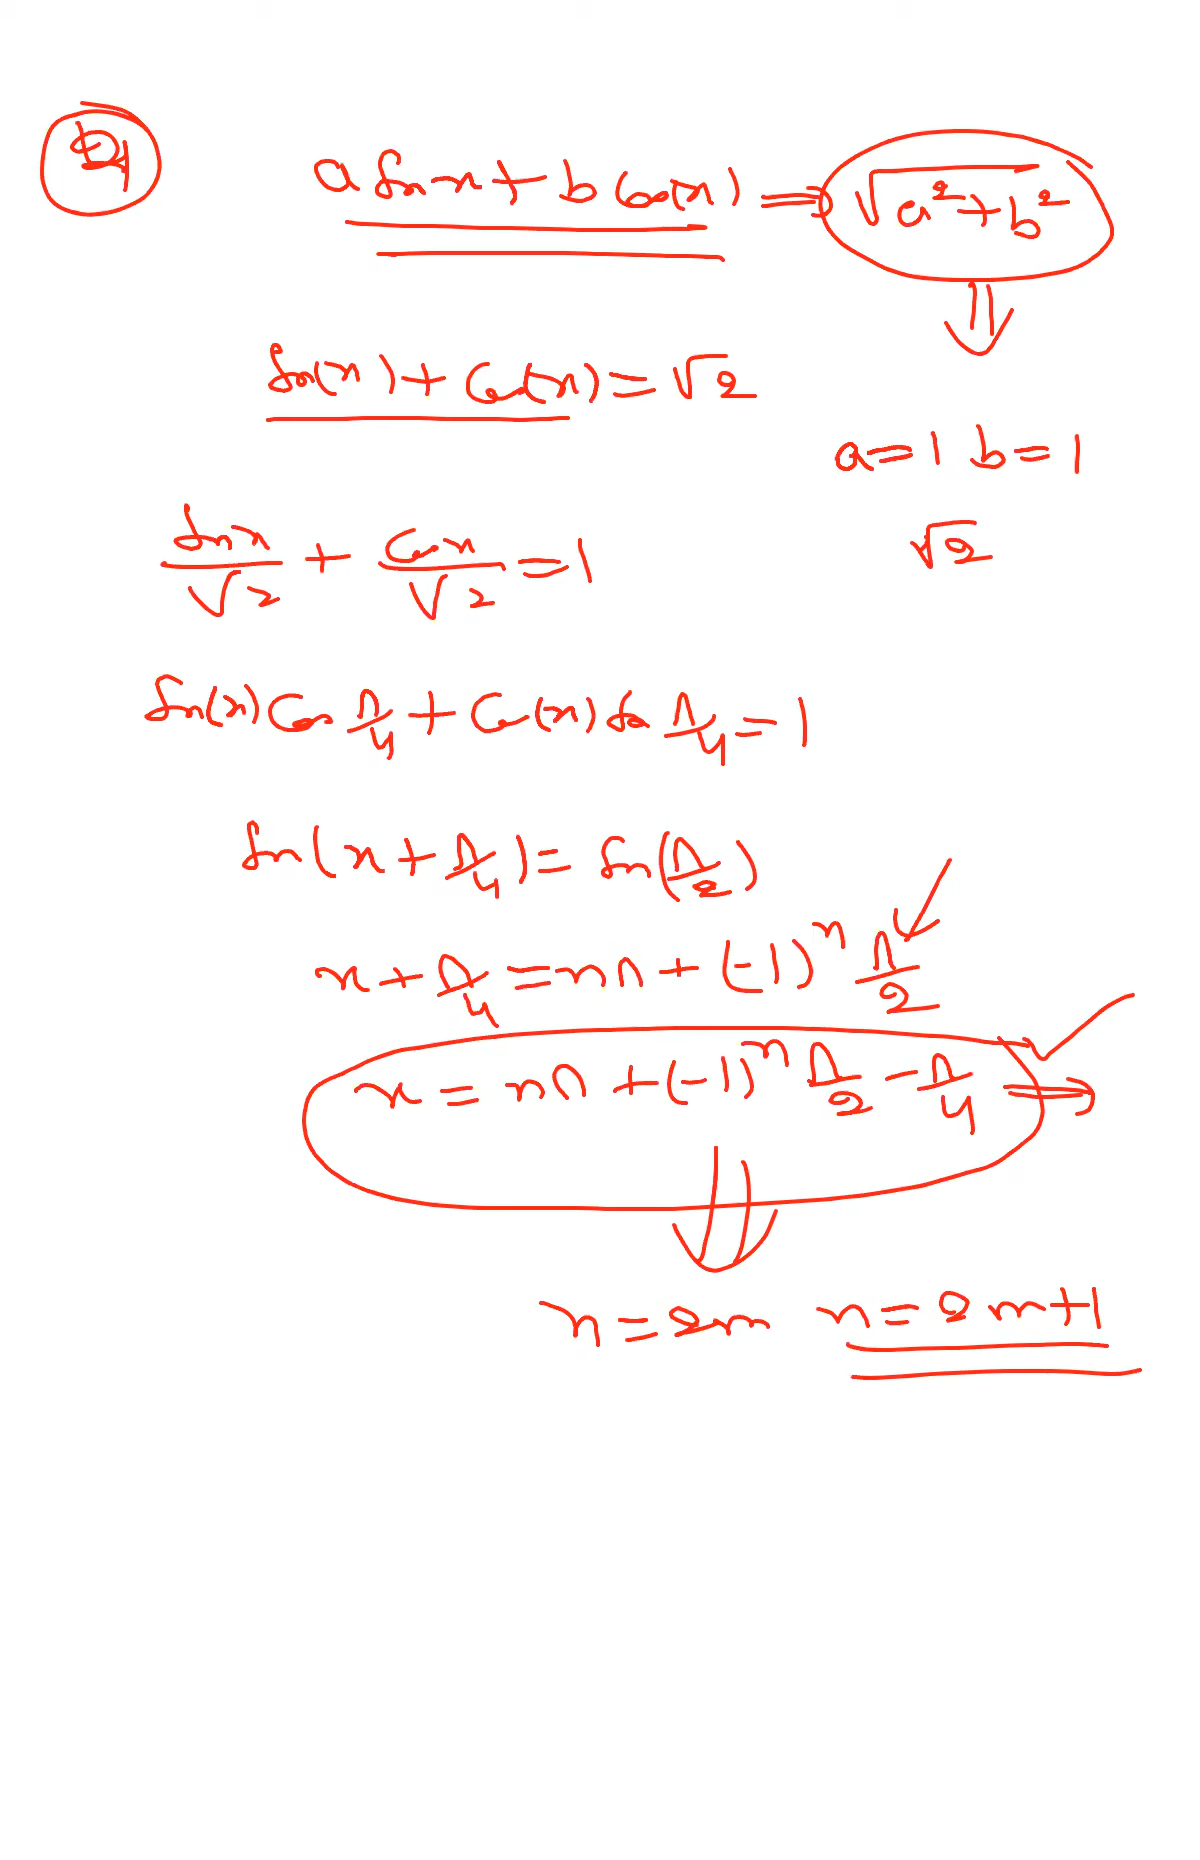 Q
a sin x + b cos(x) ⇒ √(a²+b²)
sin(x) + cos(x) = √2
a = 1 b = 1
sin x/√2 + cos x/√2 = 1
√2
sin(x) cos π/4 + cos(x) sin π/4 = 1
sin(x + π/4) = sin(π/2)
x + π/4 = nπ + (-1)ⁿ π/2
x = nπ + (-1)ⁿ π/2 - π/4 ⇒
n = 2m n = 2m+1